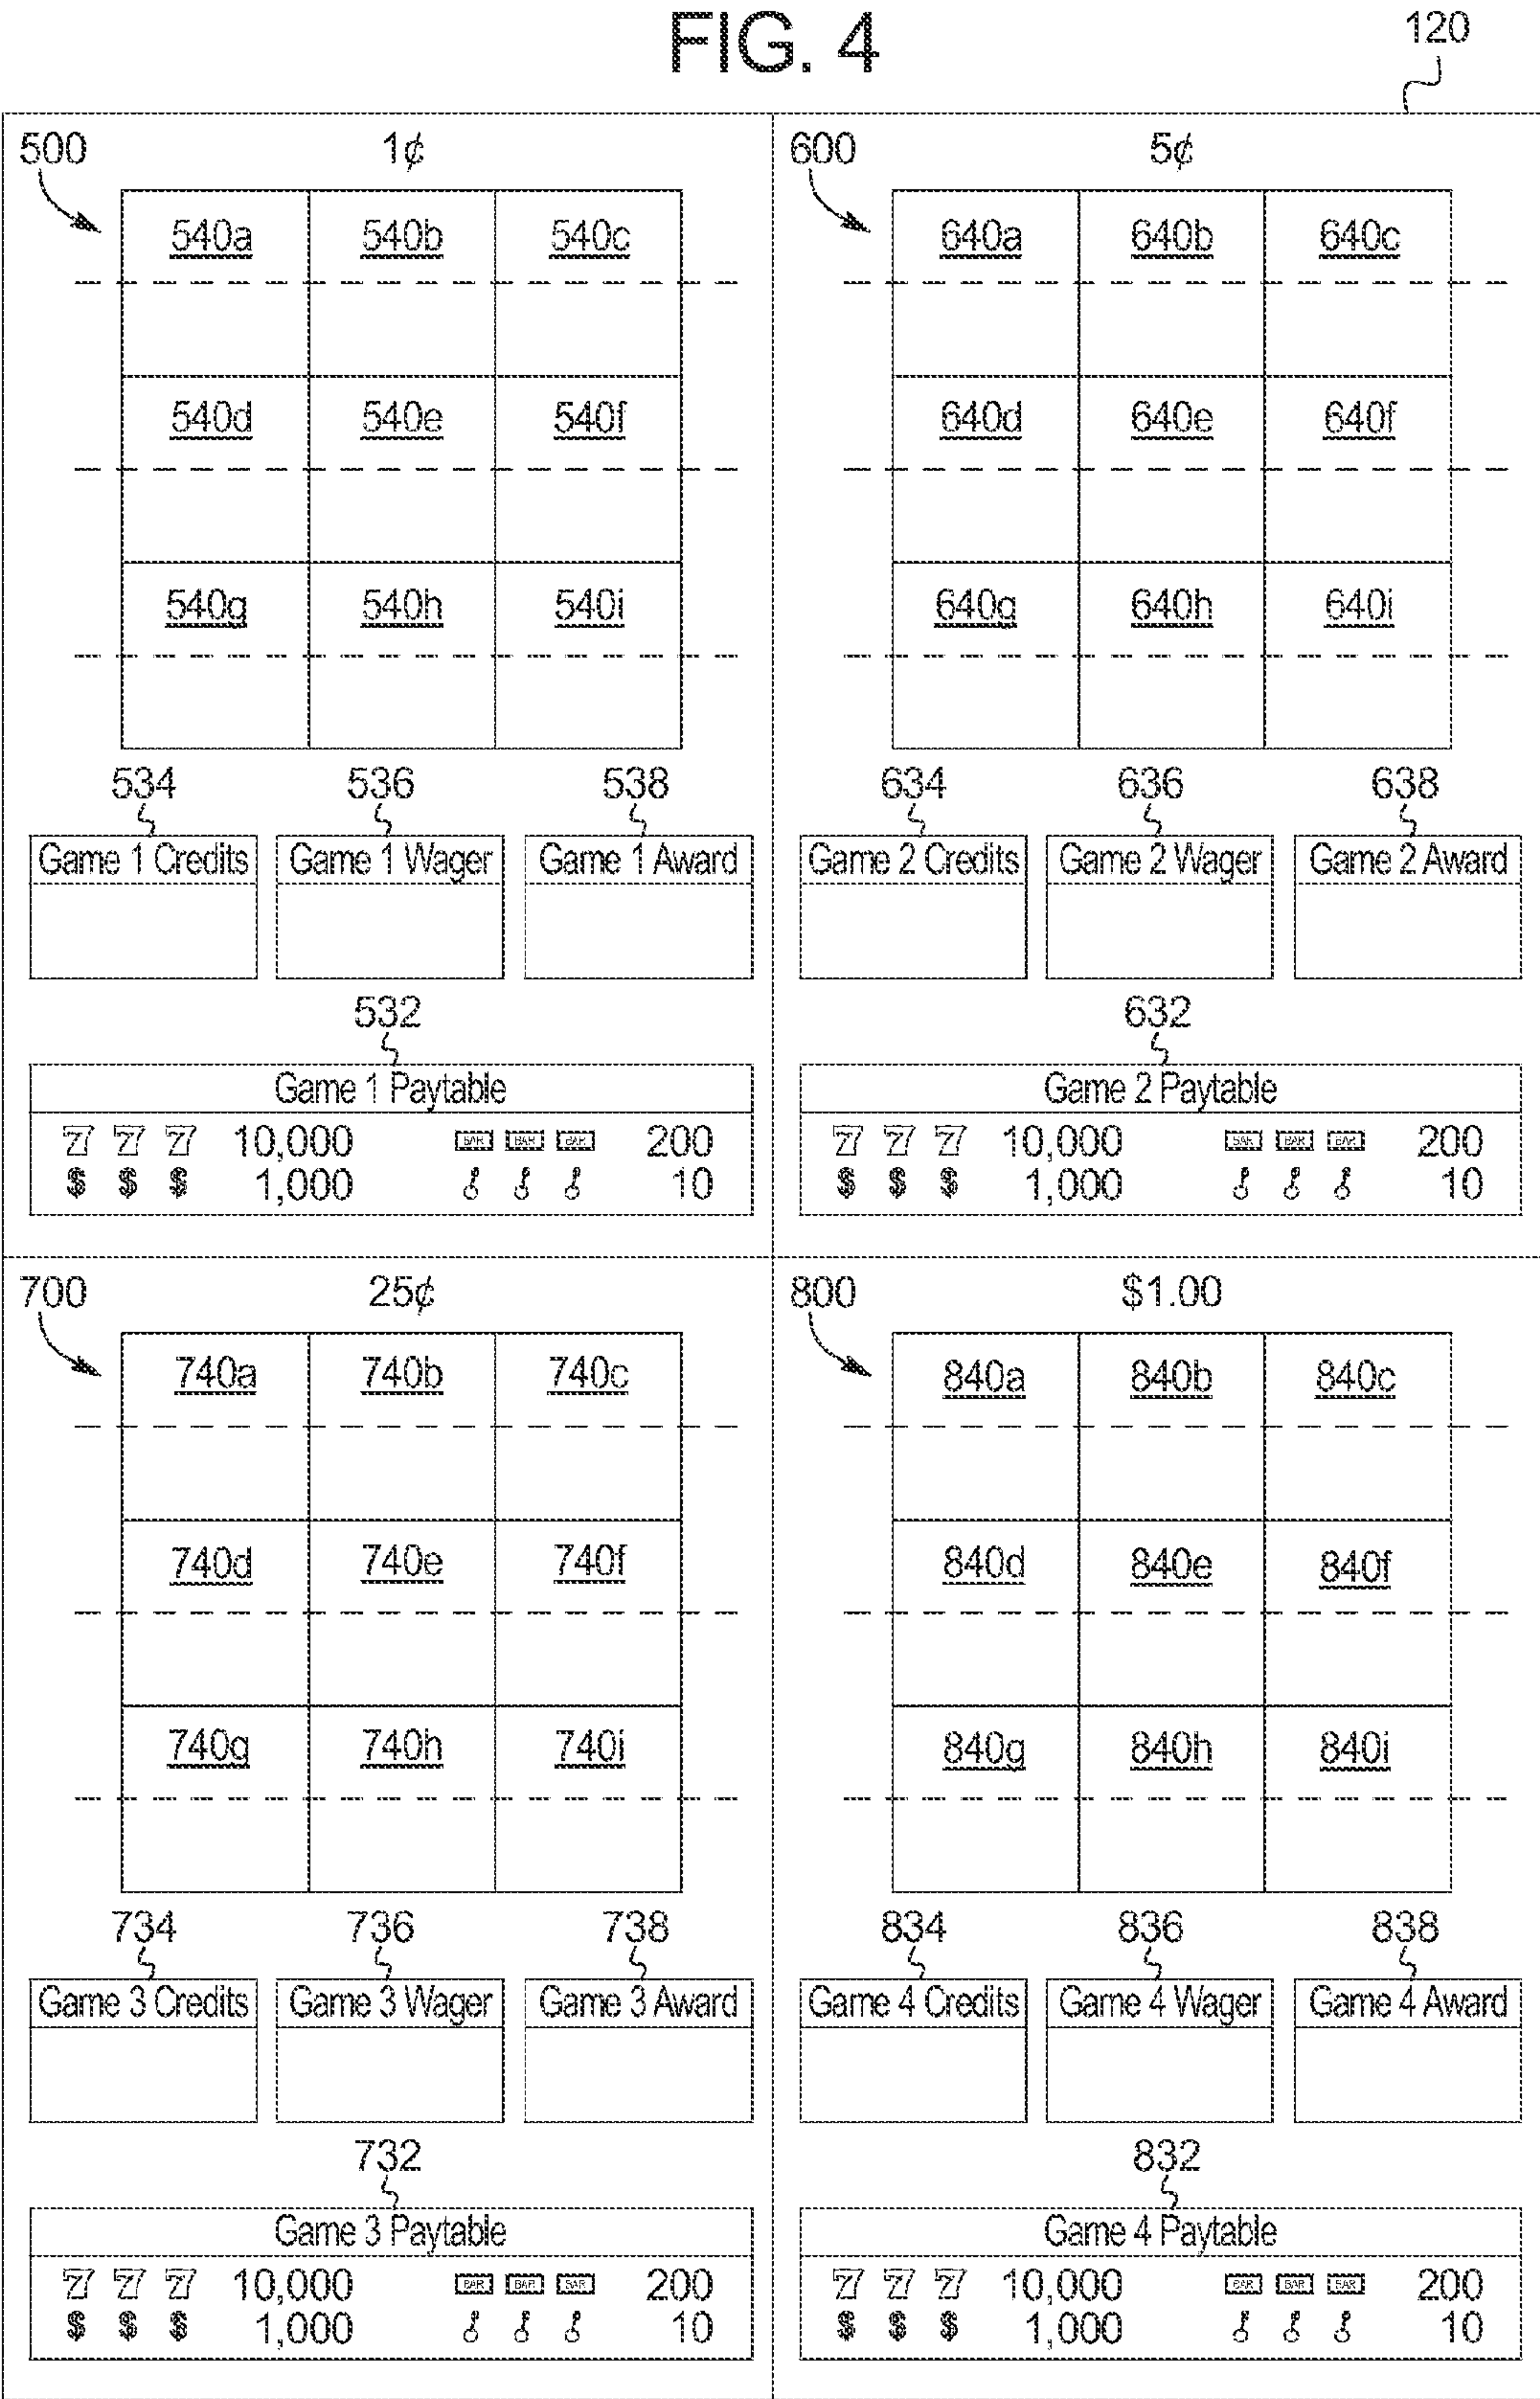 FIG. 4
120
500 1¢
540a 540b 540c
540d 540e 540f
540g 540h 540i
534 536 538
Game 1 Credits Game 1 Wager Game 1 Award
532
Game 1 Paytable
7 7 7 10,000 BAR BAR BAR 200
$ $ $ 1,000 10
600 5¢
640a 640b 640c
640d 640e 640f
640g 640h 640i
634 636 638
Game 2 Credits Game 2 Wager Game 2 Award
632
Game 2 Paytable
7 7 7 10,000 BAR BAR BAR 200
$ $ $ 1,000 10
700 25¢
740a 740b 740c
740d 740e 740f
740g 740h 740i
734 736 738
Game 3 Credits Game 3 Wager Game 3 Award
732
Game 3 Paytable
7 7 7 10,000 BAR BAR BAR 200
$ $ $ 1,000 10
800 $1.00
840a 840b 840c
840d 840e 840f
840g 840h 840i
834 836 838
Game 4 Credits Game 4 Wager Game 4 Award
832
Game 4 Paytable
7 7 7 10,000 BAR BAR BAR 200
$ $ $ 1,000 10